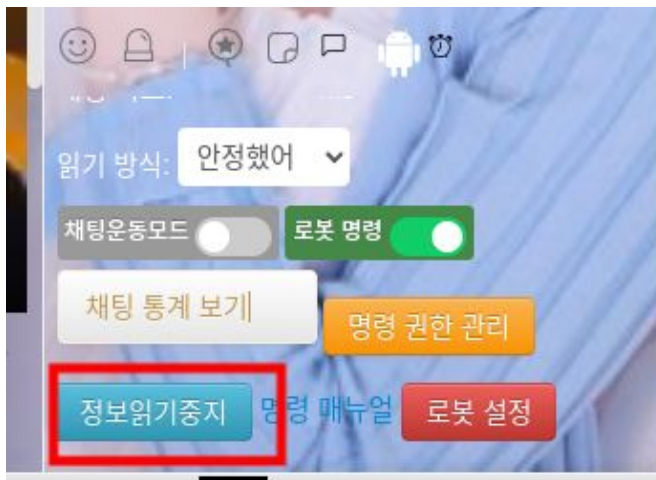 읽기 방식: 안정했어
채팅운동모드 로봇 명령
채팅 통계 보기 명령 권한 관리
정보읽기중지 명령 매뉴얼 로봇 설정